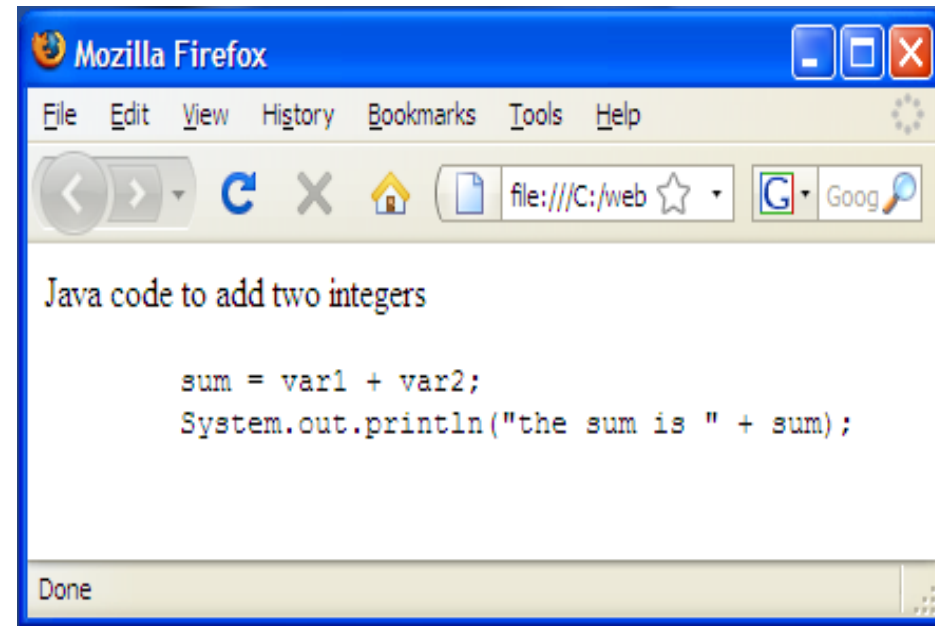 Mozilla Firefox
File Edit View History Bookmarks Tools Help
file:///C:/web G Goog
Java code to add two integers
sum = var1 + var2;
System.out.println("the sum is " + sum);
Done